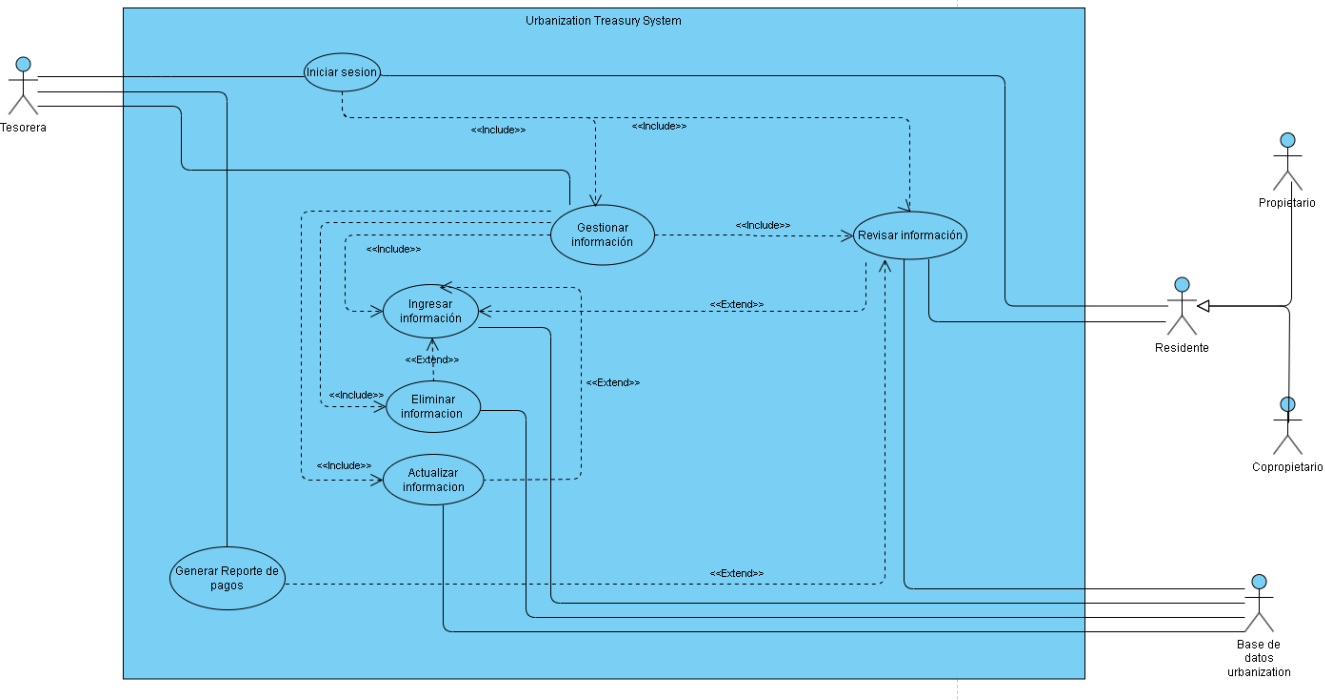 Urbanization Treasury System
Iniciar sesion
Tesorera
<<Include>>
<<Include>>
Propietario
Gestionar
información
<<Include>>
Revisar información
<<Include>>
Ingresar
información
<<Extend>>
Residente
<<Extend>>
<<Extend>>
<<Include>>
Eliminar
informacion
<<Include>>
Actualizar
informacion
Copropietario
Generar Reporte de
pagos
<<Extend>>
Base de
datos
urbanization